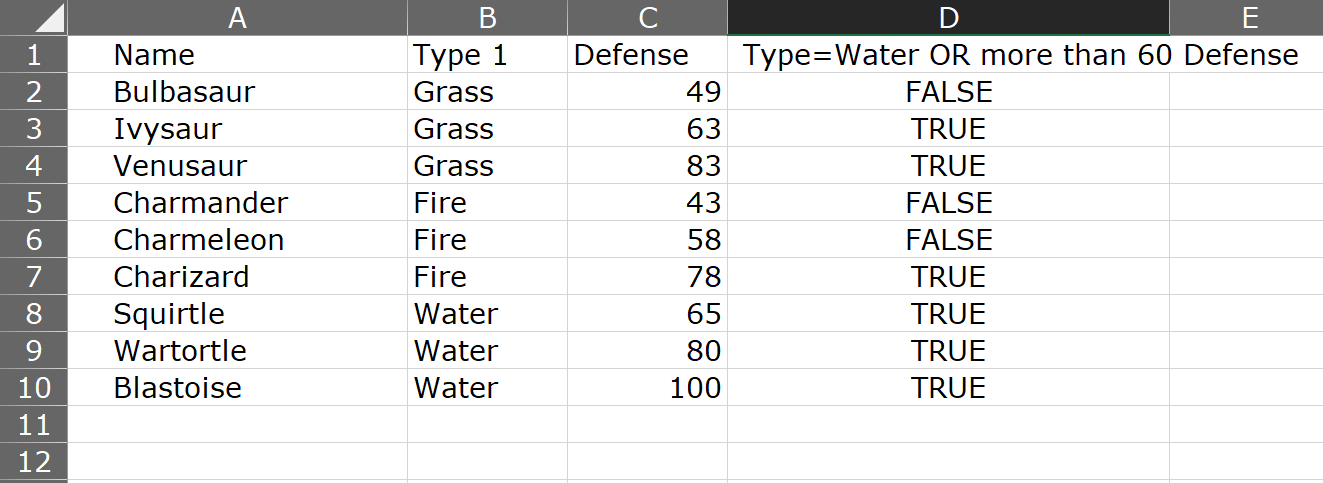 A B C D E
1 Name Type 1 Defense Type=Water OR more than 60 Defense
2 Bulbasaur Grass 49 FALSE
3 Ivysaur Grass 63 TRUE
4 Venusaur Grass 83 TRUE
5 Charmander Fire 43 FALSE
6 Charmeleon Fire 58 FALSE
7 Charizard Fire 78 TRUE
8 Squirtle Water 65 TRUE
9 Wartortle Water 80 TRUE
10 Blastoise Water 100 TRUE
11
12